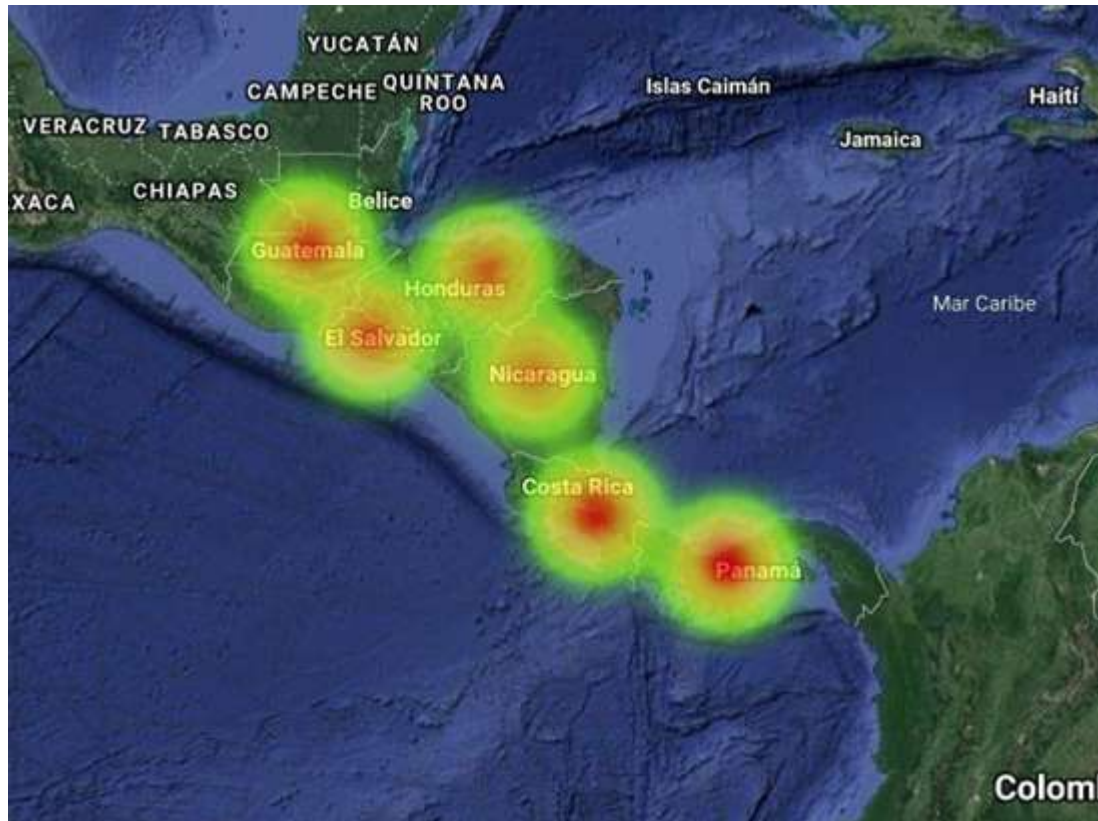 YUCATÁN
CAMPECHE
QUINTANA
ROO
Islas Caimán
Haití
VERACRUZ
TABASCO
Jamaica
XACA
CHIAPAS
Belice
Guatemala
Honduras
Mar Caribe
El Salvador
Nicaragua
Costa Rica
Panamá
Colom